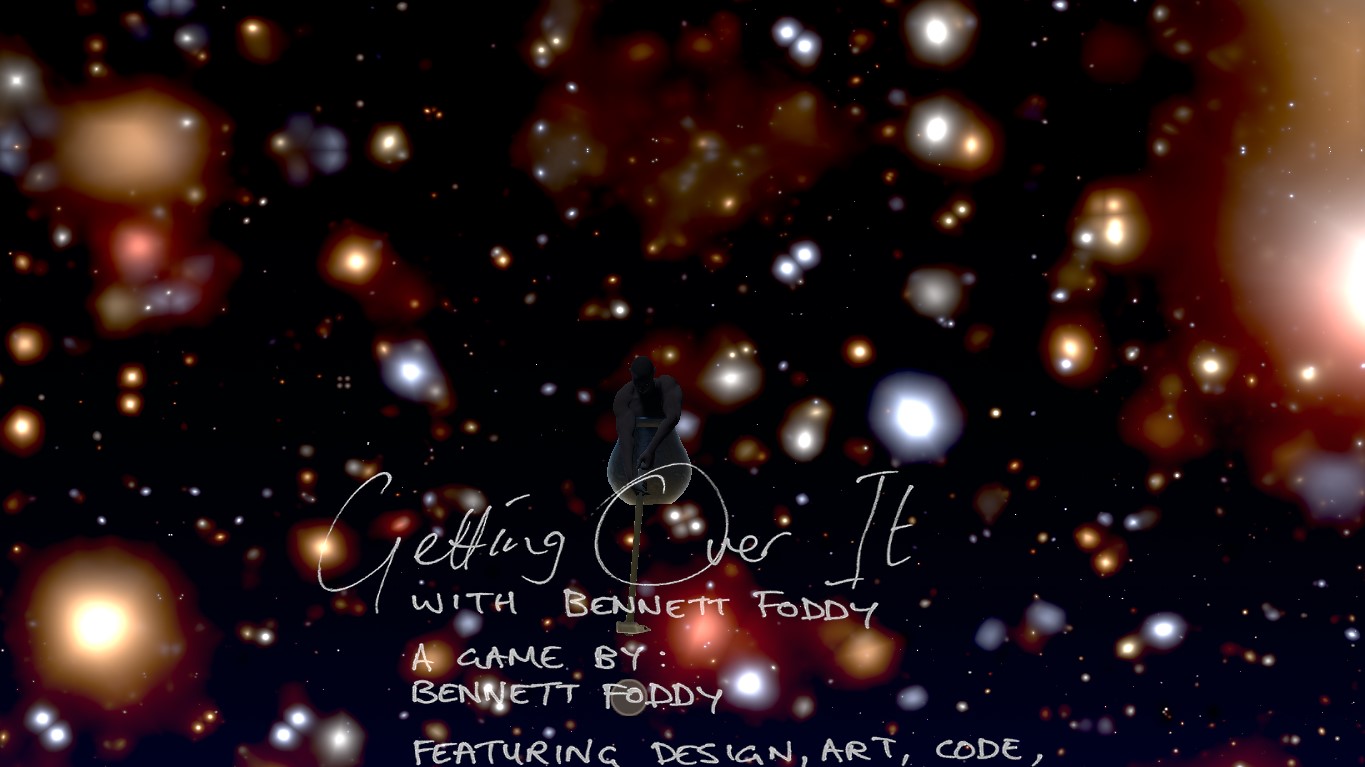 Getting Over It
WITH BENNETT FODDY
A GAME BY:
BENNETT FODDY
FEATURING DESIGN, ART, CODE,